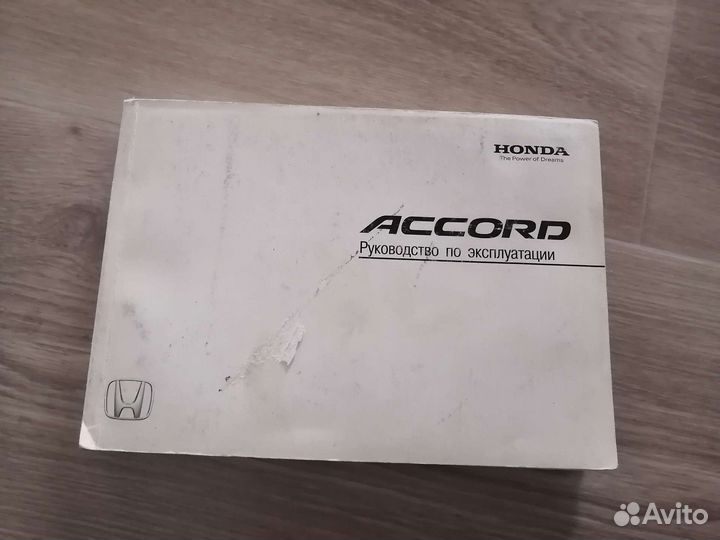 HONDA
The Power of Dreams
ACCORD
Руководство по эксплуатации
Avito